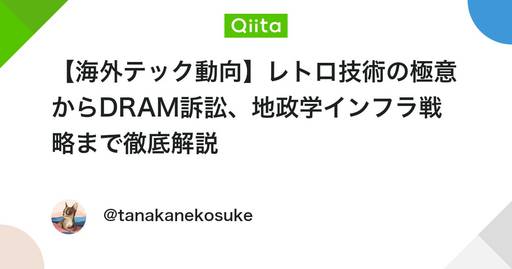 Qiita
【海外テック動向】レトロ技術の極意
からDRAM訴訟、地政学インフラ戦
略まで徹底解説
@tanakanekosuke